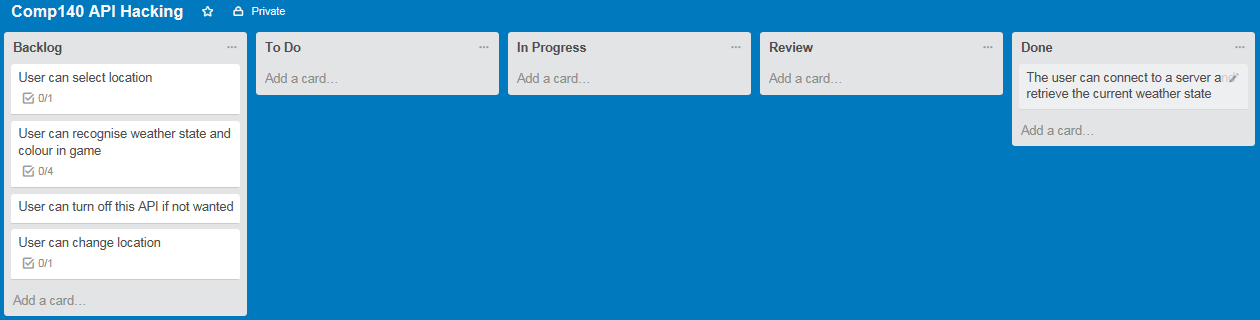 Comp140 API Hacking
Private
Backlog
User can select location
0/1
User can recognise weather state and
colour in game
0/4
User can turn off this API if not wanted
User can change location
0/1
Add a card…
To Do
Add a card…
In Progress
Add a card…
Review
Add a card…
Done
The user can connect to a server and
retrieve the current weather state
Add a card…